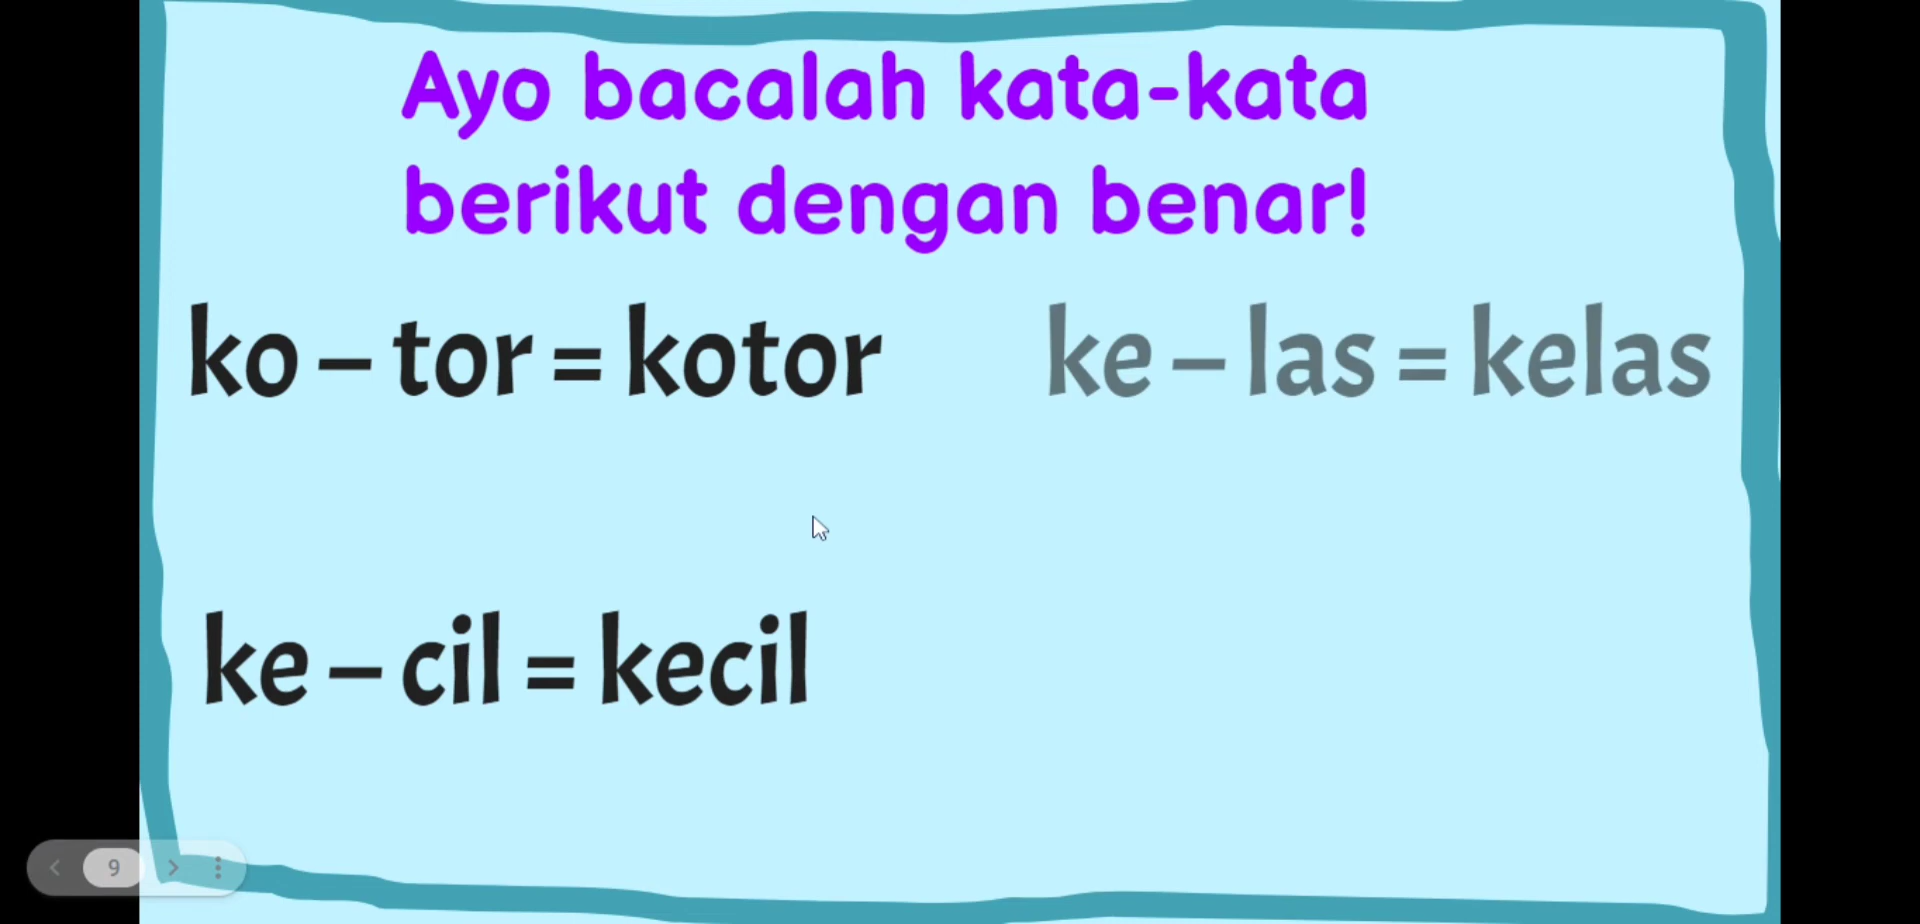 Ayo bacalah kata-kata
berikut dengan benar!
ko – tor = kotor
ke – las = kelas
ke – cil = kecil
9